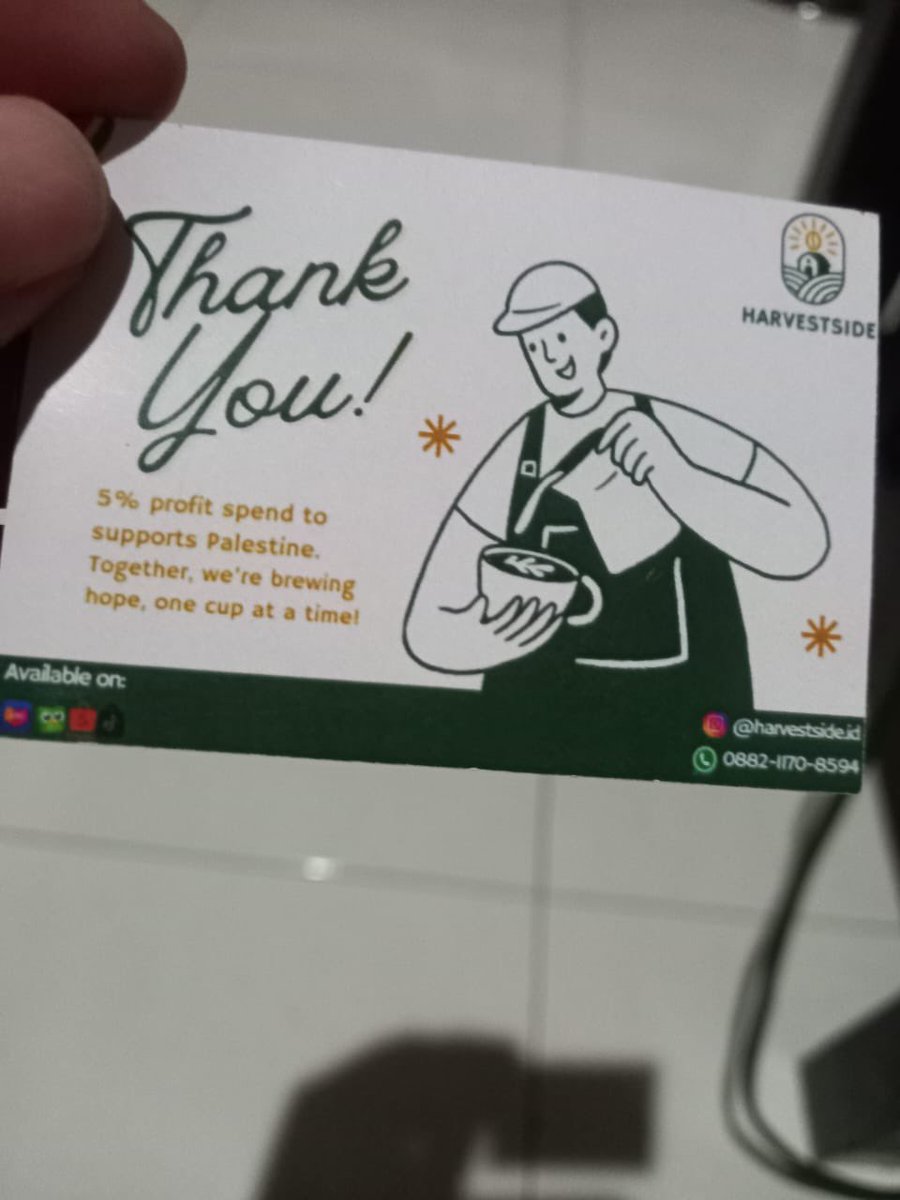 Thank
You!
HARVESTSIDE
5% profit spend to
supports Palestine.
Together, we're brewing
hope, one cup at a time!
Available on:
@harvestside.id
0882-1170-8594